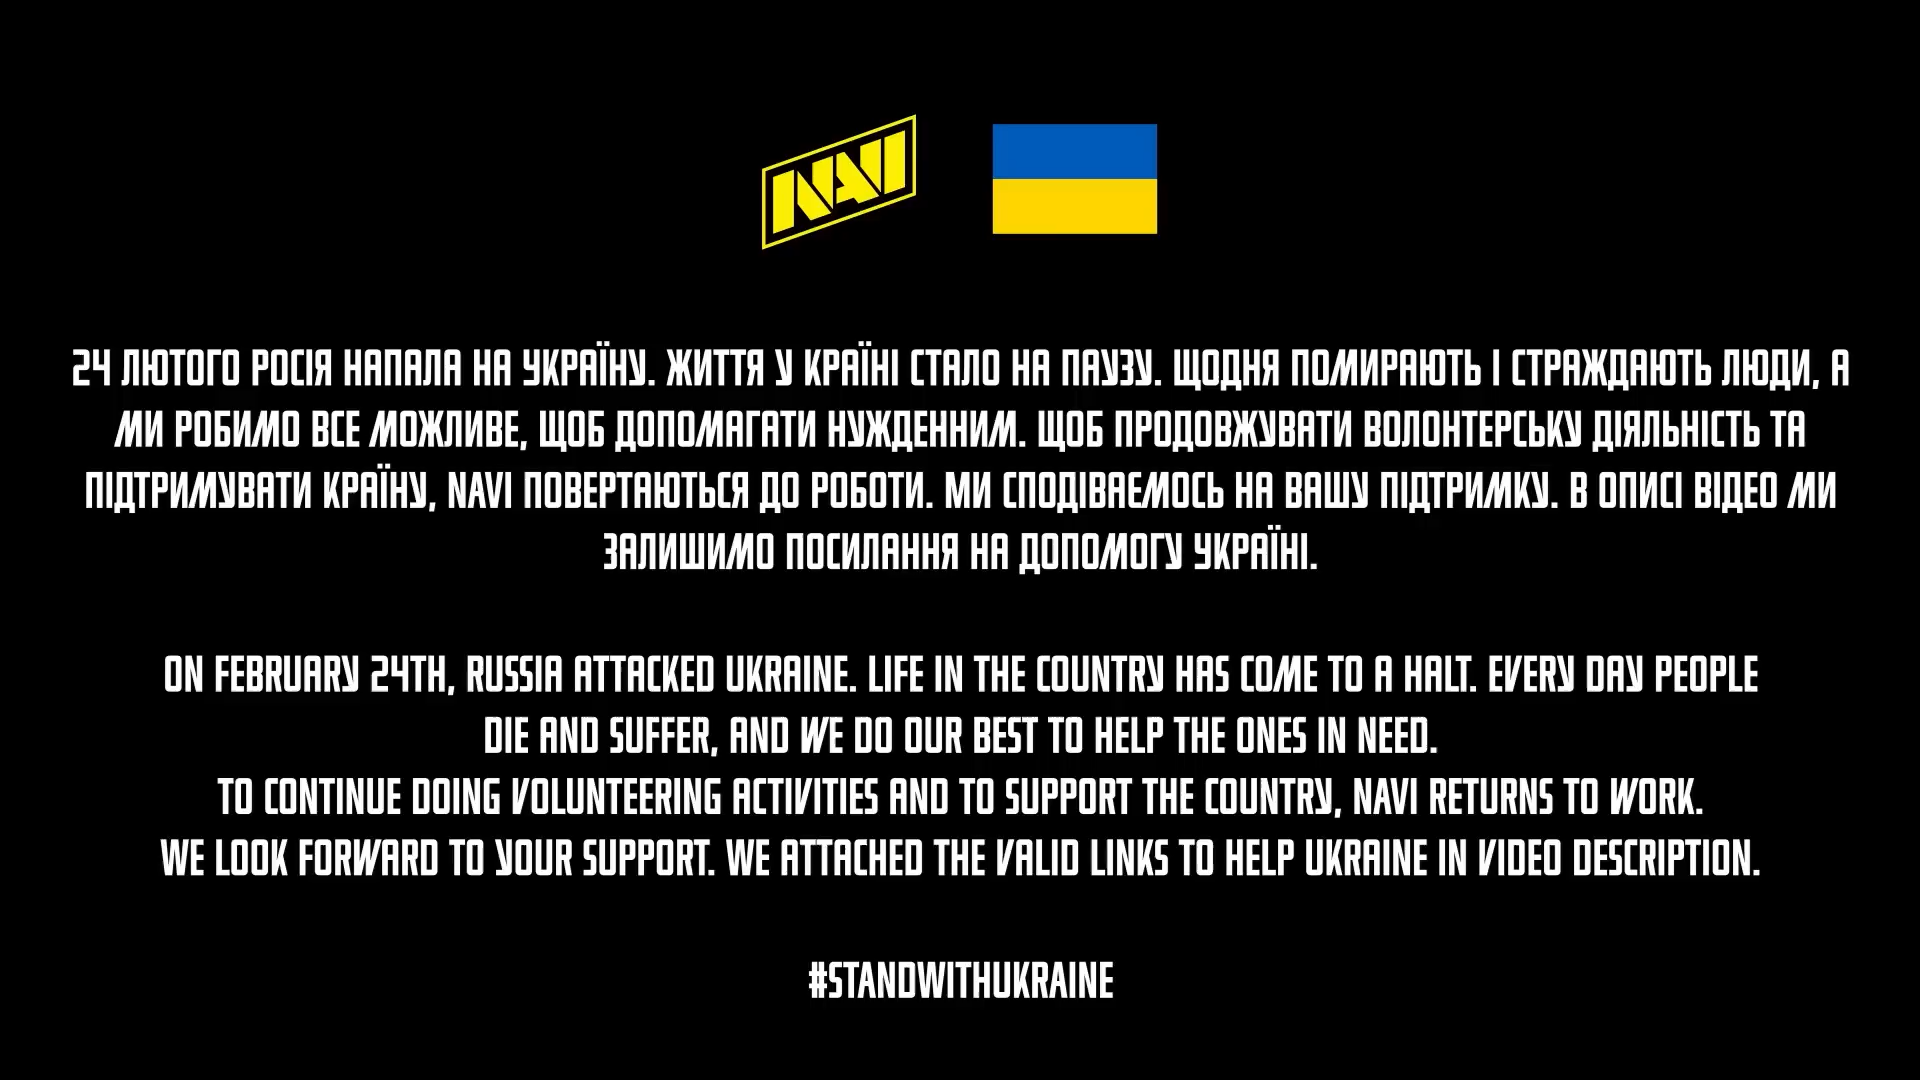 NAVI
24 ЛЮТОГО РОСІЯ НАПАЛА НА УКРАЇНУ. ЖИТТЯ У КРАЇНІ СТАЛО НА ПАУЗУ. ЩОДНЯ ПОМИРАЮТЬ І СТРАЖДАЮТЬ ЛЮДИ, А
МИ РОБИМО ВСЕ МОЖЛИВЕ, ЩОБ ДОПОМАГАТИ НУЖДЕННИМ. ЩОБ ПРОДОВЖУВАТИ ВОЛОНТЕРСЬКУ ДІЯЛЬНІСТЬ ТА
ПІДТРИМУВАТИ КРАЇНУ, NAVI ПОВЕРТАЮТЬСЯ ДО РОБОТИ. МИ СПОДІВАЄМОСЬ НА ВАШУ ПІДТРИМКУ. В ОПИСІ ВІДЕО МИ
ЗАЛИШИМО ПОСИЛАННЯ НА ДОПОМОГУ УКРАЇНІ.
ON FEBRUARY 24TH, RUSSIA ATTACKED UKRAINE. LIFE IN THE COUNTRY HAS COME TO A HALT. EVERY DAY PEOPLE
DIE AND SUFFER, AND WE DO OUR BEST TO HELP THE ONES IN NEED.
TO CONTINUE DOING VOLUNTEERING ACTIVITIES AND TO SUPPORT THE COUNTRY, NAVI RETURNS TO WORK.
WE LOOK FORWARD TO YOUR SUPPORT. WE ATTACHED THE VALID LINKS TO HELP UKRAINE IN VIDEO DESCRIPTION.
#STANDWITHUKRAINE